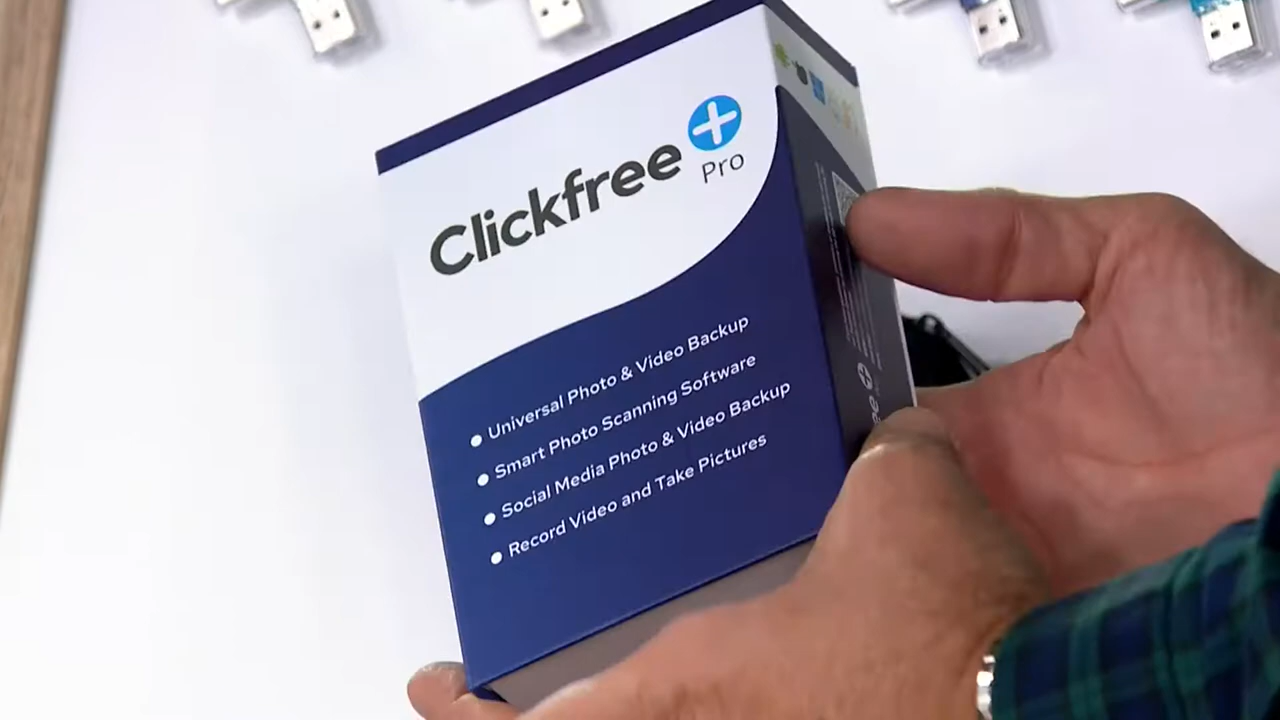 Clickfree
Pro
Universal Photo & Video Backup
Smart Photo Scanning Software
Social Media Photo & Video Backup
Record Video and Take Pictures